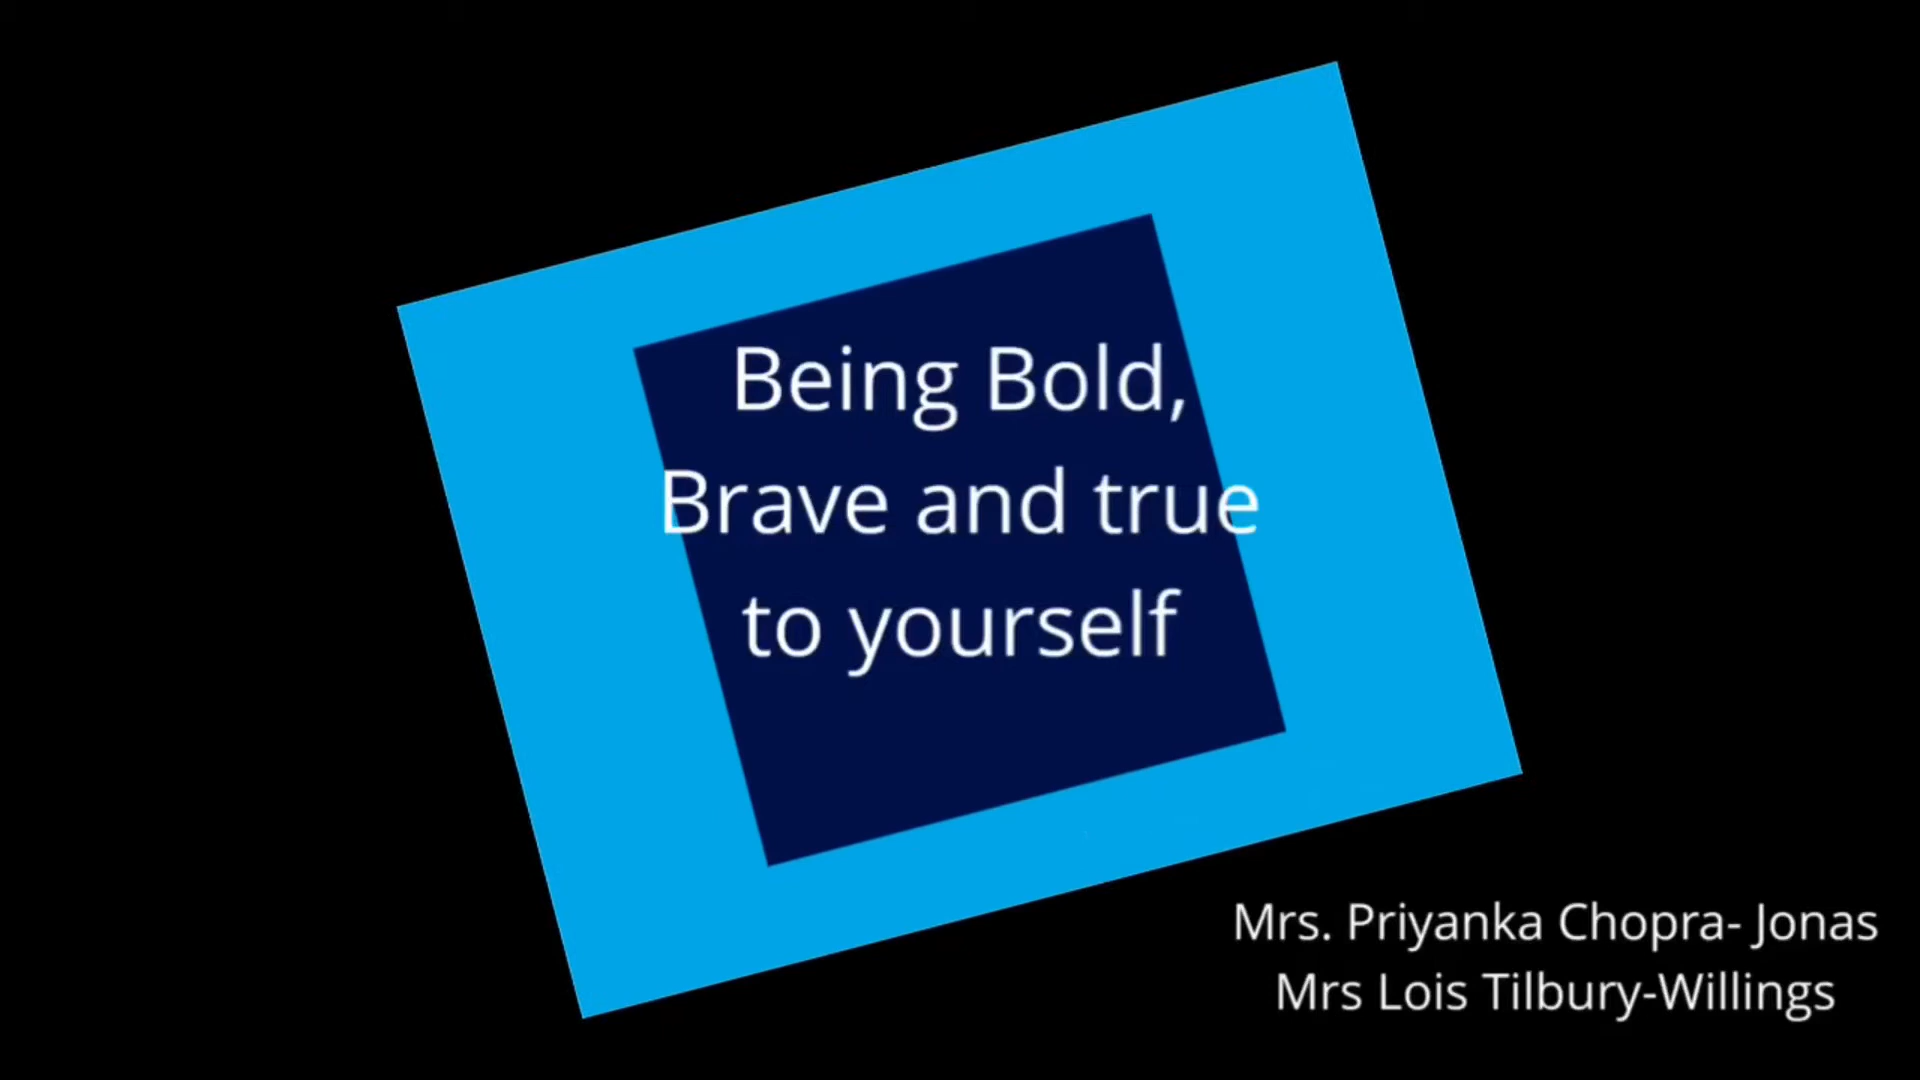 Being Bold,
Brave and true
to yourself
Mrs. Priyanka Chopra- Jonas
Mrs Lois Tilbury-Willings